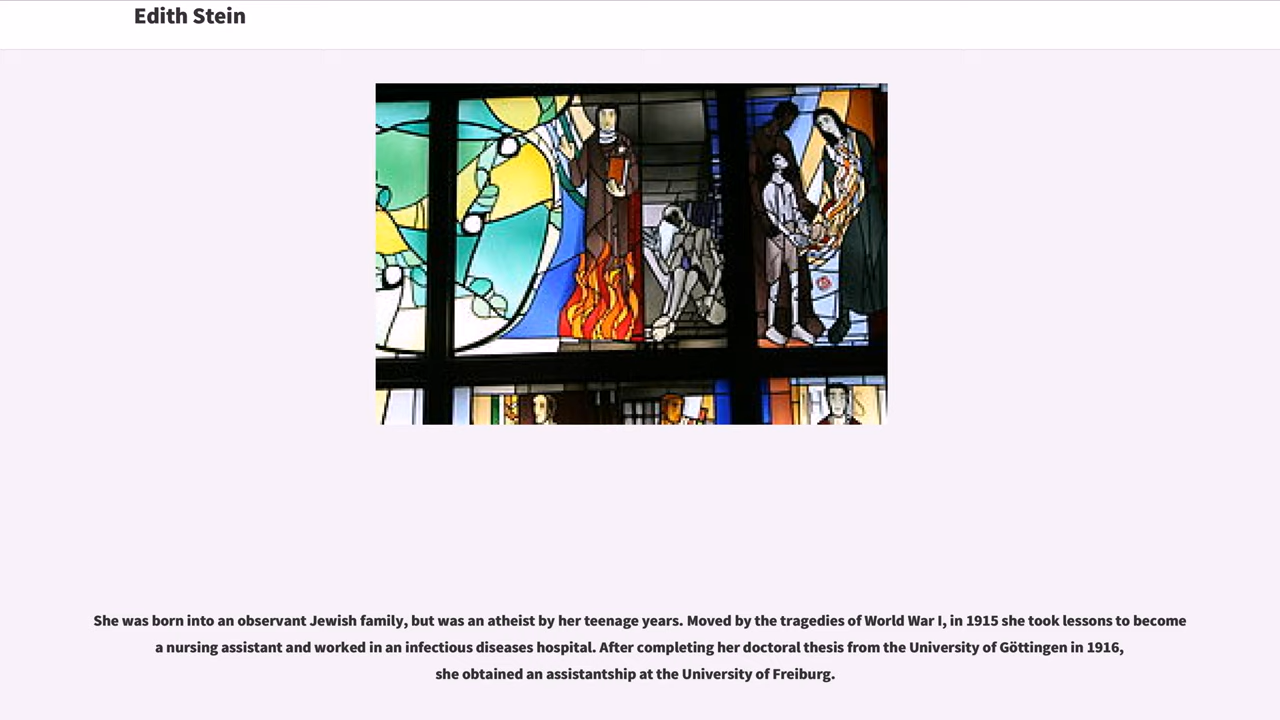 Edith Stein
She was born into an observant Jewish family, but was an atheist by her teenage years. Moved by the tragedies of World War I, in 1915 she took lessons to become
a nursing assistant and worked in an infectious diseases hospital. After completing her doctoral thesis from the University of Göttingen in 1916,
she obtained an assistantship at the University of Freiburg.